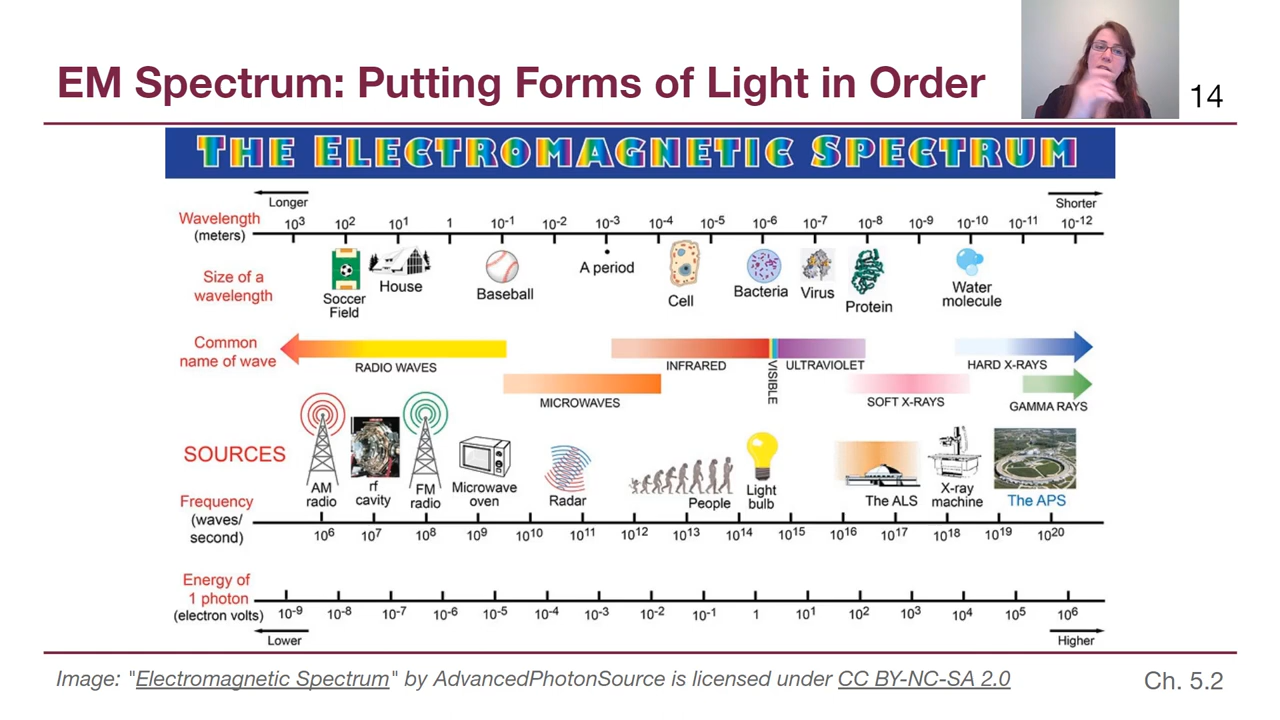 EM Spectrum: Putting Forms of Light in Order
14
THE ELECTROMAGNETIC SPECTRUM
Longer
Shorter
Wavelength
(meters)
10³ 10² 10¹ 1 10⁻¹ 10⁻² 10⁻³ 10⁻⁴ 10⁻⁵ 10⁻⁶ 10⁻⁷ 10⁻⁸ 10⁻⁹ 10⁻¹⁰ 10⁻¹¹ 10⁻¹²
Size of a
wavelength
Soccer
Field
House
Baseball
A period
Cell
Bacteria
Virus
Protein
Water
molecule
Common
name of wave
RADIO WAVES
INFRARED
VISIBLE
ULTRAVIOLET
HARD X-RAYS
MICROWAVES
SOFT X-RAYS
GAMMA RAYS
SOURCES
AM
radio
rf
cavity
FM
radio
Microwave
oven
Radar
People
Light
bulb
The ALS
X-ray
machine
The APS
Frequency
(waves/
second)
10⁶ 10⁷ 10⁸ 10⁹ 10¹⁰ 10¹¹ 10¹² 10¹³ 10¹⁴ 10¹⁵ 10¹⁶ 10¹⁷ 10¹⁸ 10¹⁹ 10²⁰
Energy of
1 photon
(electron volts)
10⁻⁹ 10⁻⁸ 10⁻⁷ 10⁻⁶ 10⁻⁵ 10⁻⁴ 10⁻³ 10⁻² 10⁻¹ 1 10¹ 10² 10³ 10⁴ 10⁵ 10⁶
Lower
Higher
Image: "Electromagnetic Spectrum" by AdvancedPhotonSource is licensed under CC BY-NC-SA 2.0
Ch. 5.2